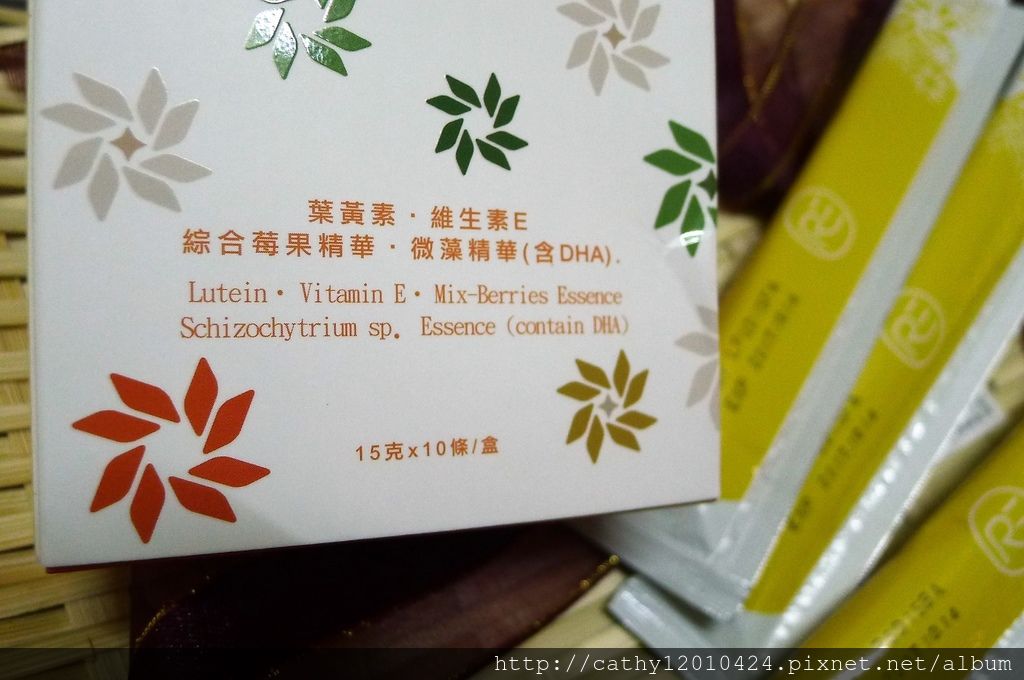 葉黃素·維生素E
綜合莓果精華·微藻精華(含DHA).
Lutein· Vitamin E· Mix-Berries Essence
Schizochytrium sp. Essence (contain DHA)
15克x10條/盒
http://cathy12010424.pixnet.net/album